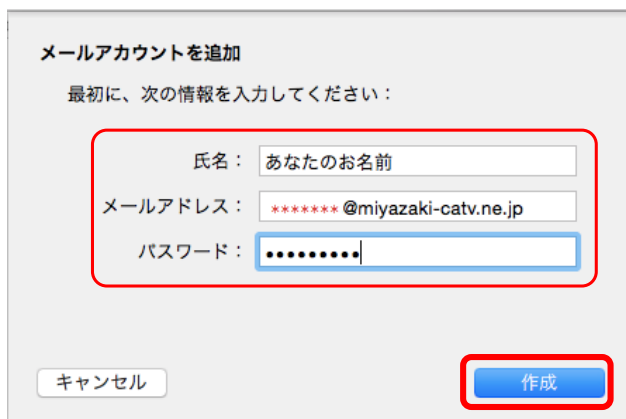 メールアカウントを追加
最初に、次の情報を入力してください：
氏名： あなたのお名前
メールアドレス： *******@miyazaki-catv.ne.jp
パスワード： •••••••••
キャンセル 作成